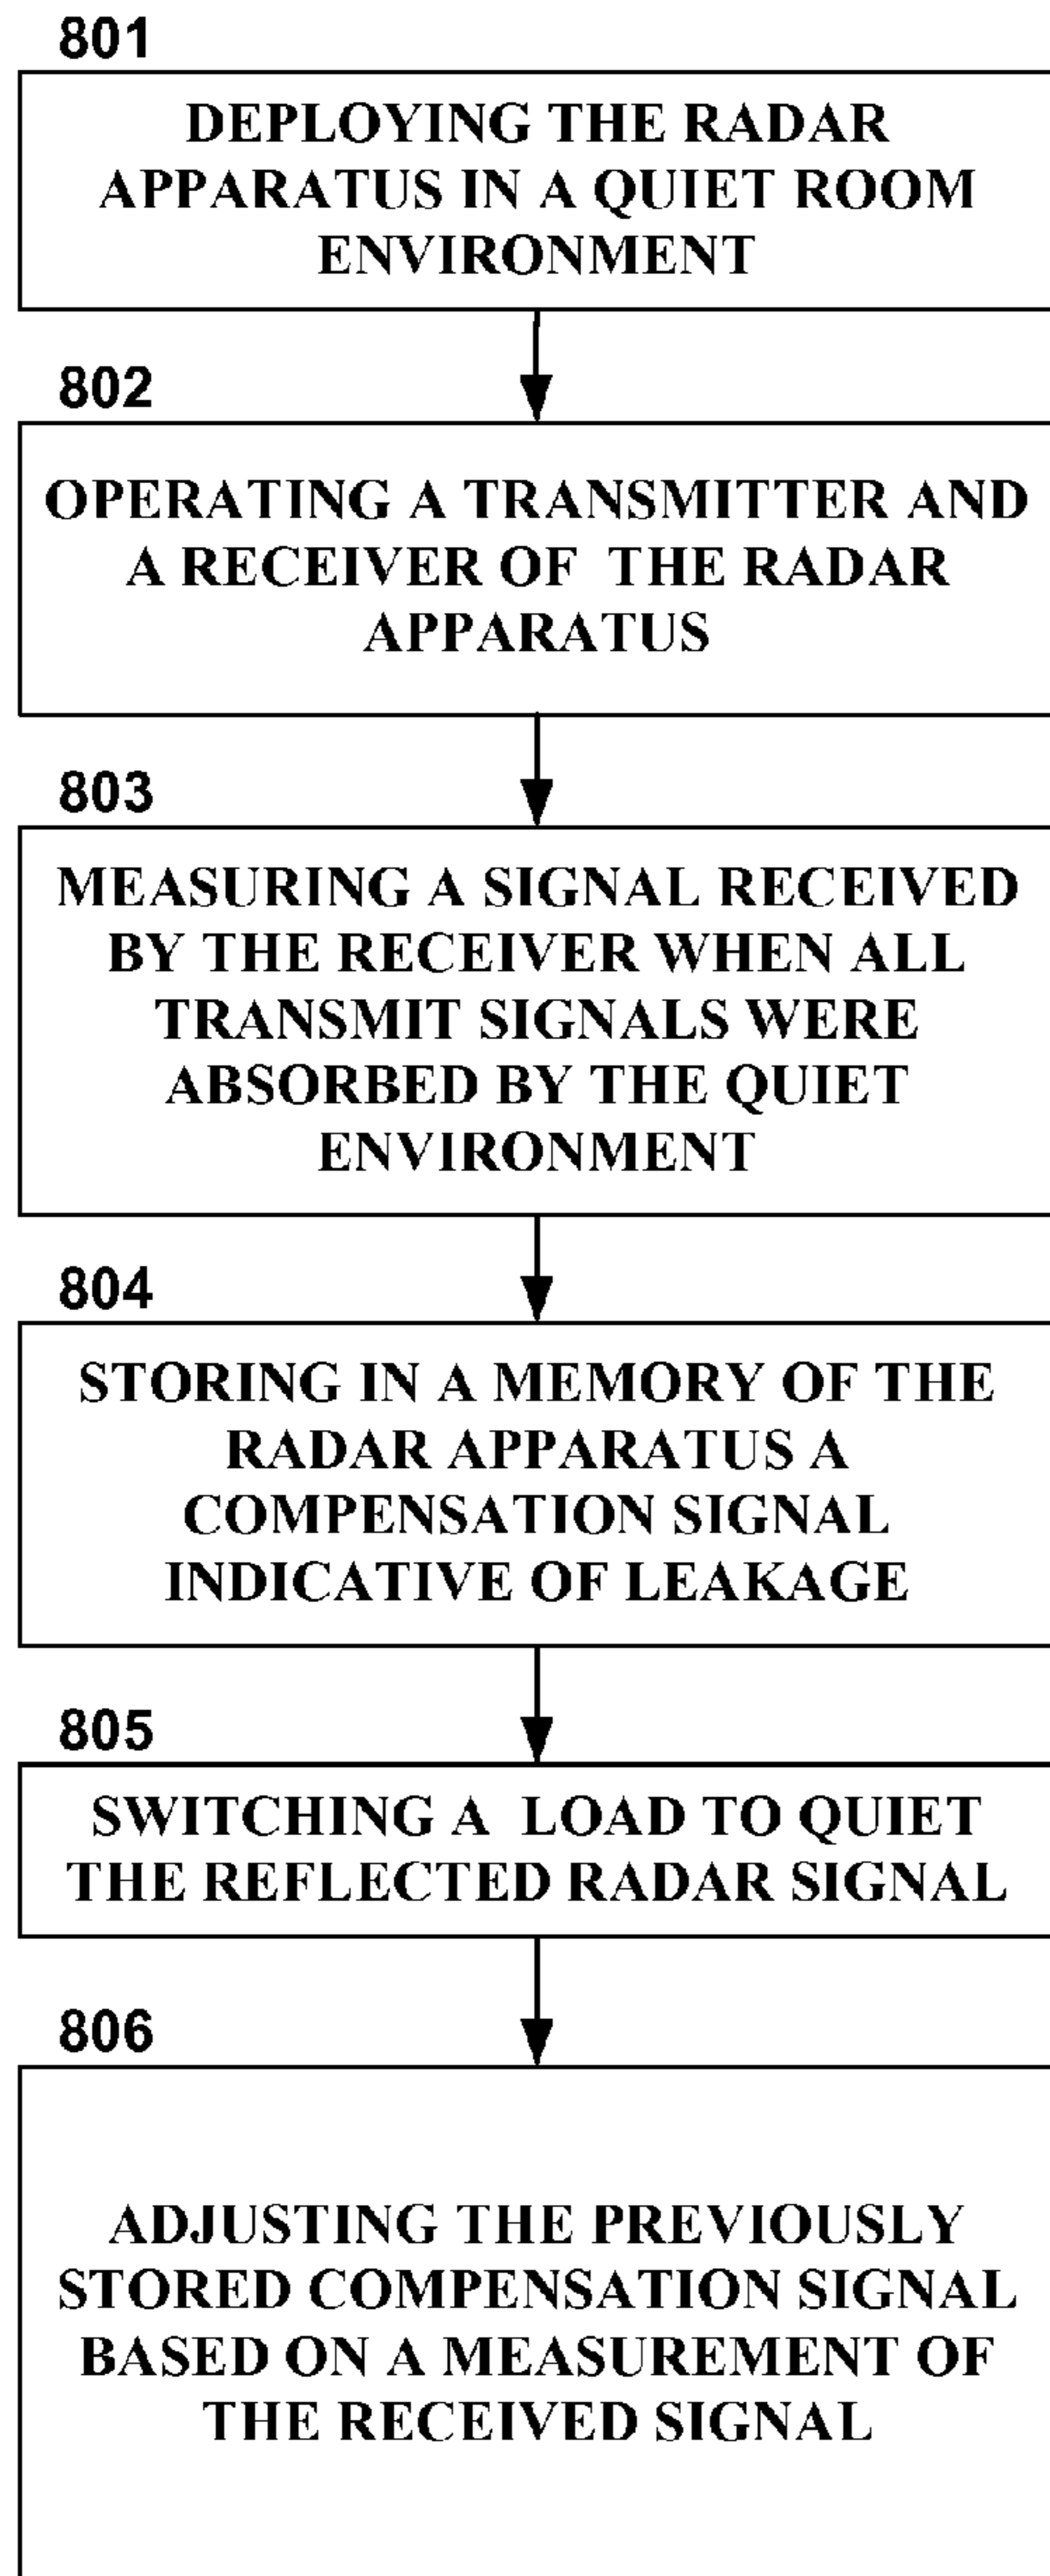 801
DEPLOYING THE RADAR
APPARATUS IN A QUIET ROOM
ENVIRONMENT
802
OPERATING A TRANSMITTER AND
A RECEIVER OF THE RADAR
APPARATUS
803
MEASURING A SIGNAL RECEIVED
BY THE RECEIVER WHEN ALL
TRANSMIT SIGNALS WERE
ABSORBED BY THE QUIET
ENVIRONMENT
804
STORING IN A MEMORY OF THE
RADAR APPARATUS A
COMPENSATION SIGNAL
INDICATIVE OF LEAKAGE
805
SWITCHING A LOAD TO QUIET
THE REFLECTED RADAR SIGNAL
806
ADJUSTING THE PREVIOUSLY
STORED COMPENSATION SIGNAL
BASED ON A MEASUREMENT OF
THE RECEIVED SIGNAL